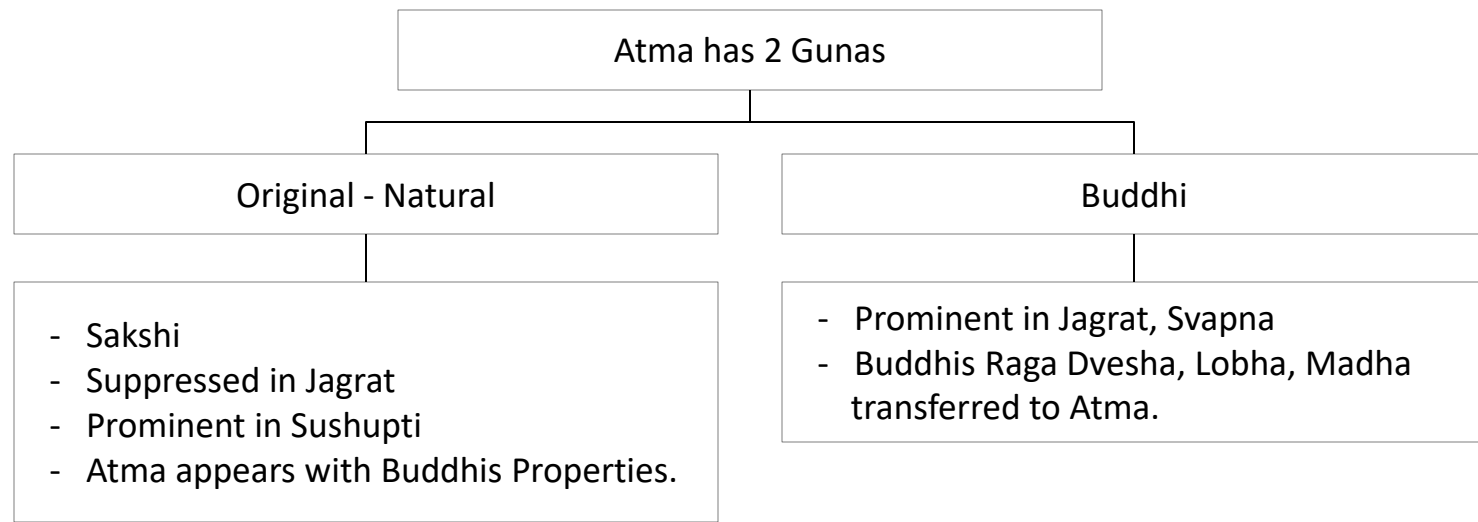 Atma has 2 Gunas
Original - Natural
Buddhi
- Sakshi
- Suppressed in Jagrat
- Prominent in Sushupti
- Atma appears with Buddhis Properties.
- Prominent in Jagrat, Svapna
- Buddhis Raga Dvesha, Lobha, Madha
transferred to Atma.